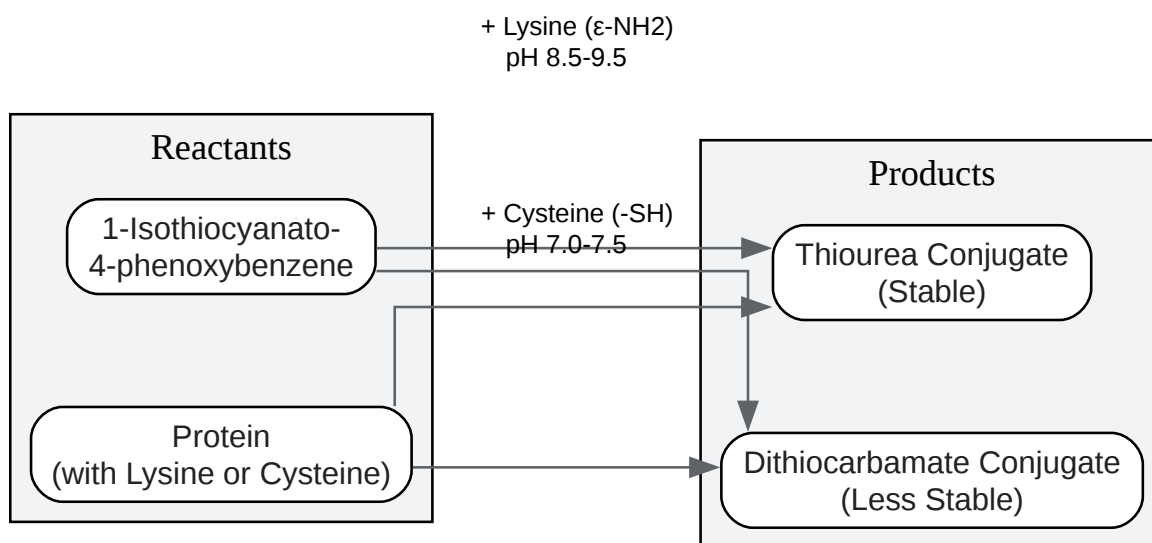 + Lysine (ε-NH2)
pH 8.5-9.5
Reactants
1-Isothiocyanato-
4-phenoxybenzene
Protein
(with Lysine or Cysteine)
+ Cysteine (-SH)
pH 7.0-7.5
Products
Thiourea Conjugate
(Stable)
Dithiocarbamate Conjugate
(Less Stable)